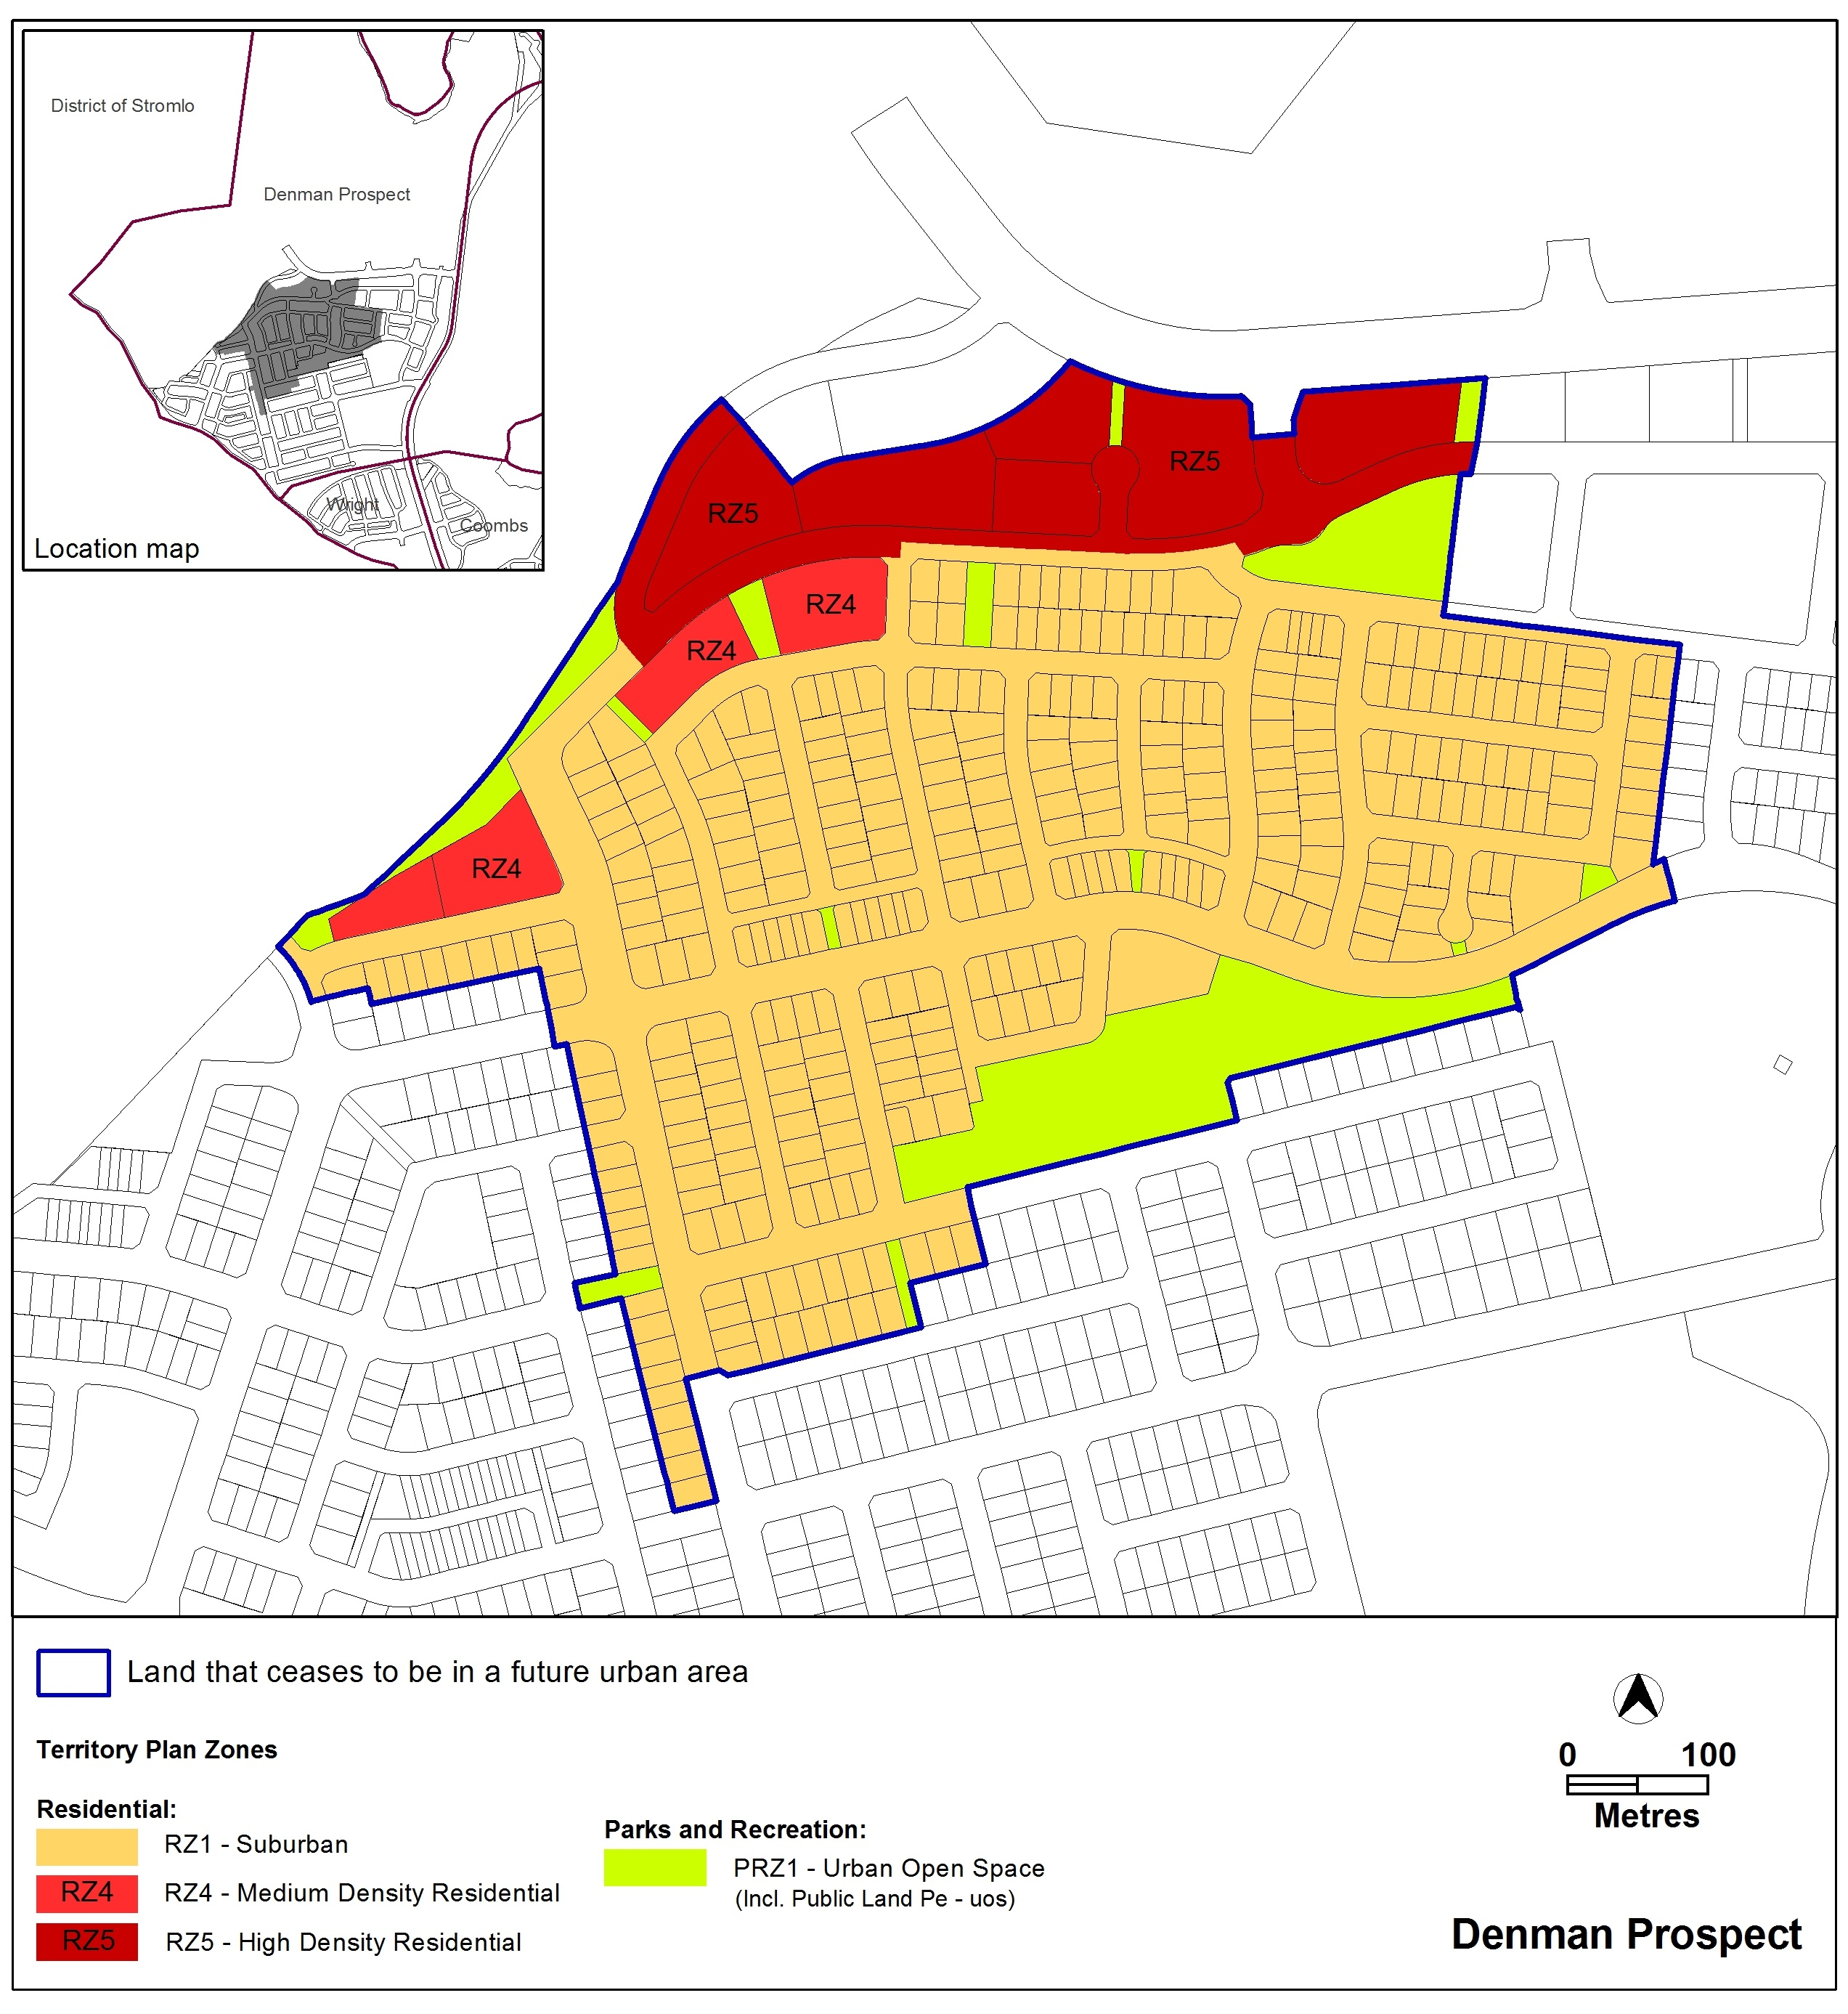 District of Stromlo
Denman Prospect
Wright
Coombs
Location map
RZ5
RZ5
RZ4
RZ4
RZ4
Land that ceases to be in a future urban area
Territory Plan Zones
Residential:
RZ1 - Suburban
RZ4 RZ4 - Medium Density Residential
RZ5 RZ5 - High Density Residential
Parks and Recreation:
PRZ1 - Urban Open Space
(Incl. Public Land Pe - uos)
0 100
Metres
Denman Prospect